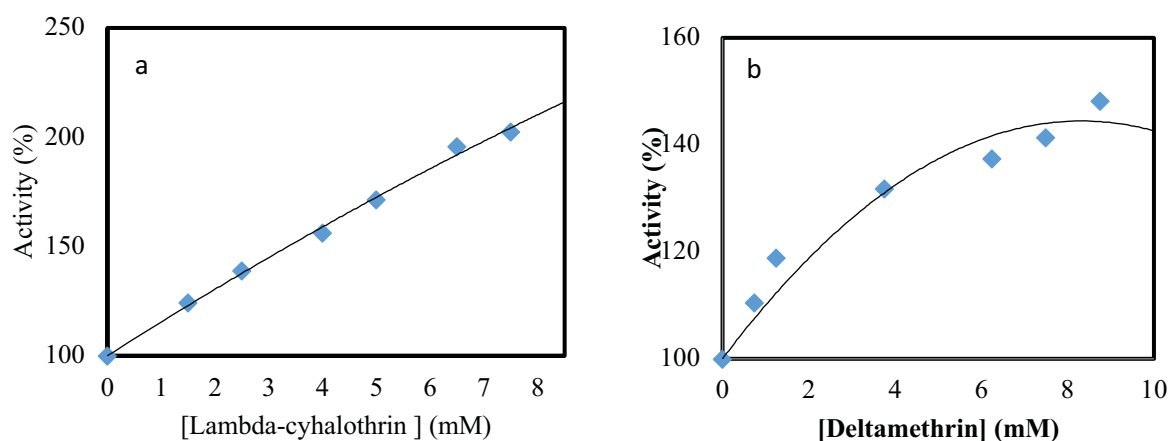 a
250
200
150
100
Activity (%)
0 1 2 3 4 5 6 7 8
[Lambda-cyhalothrin ] (mM)
b
160
140
120
100
Activity (%)
0 2 4 6 8 10
[Deltamethrin] (mM)